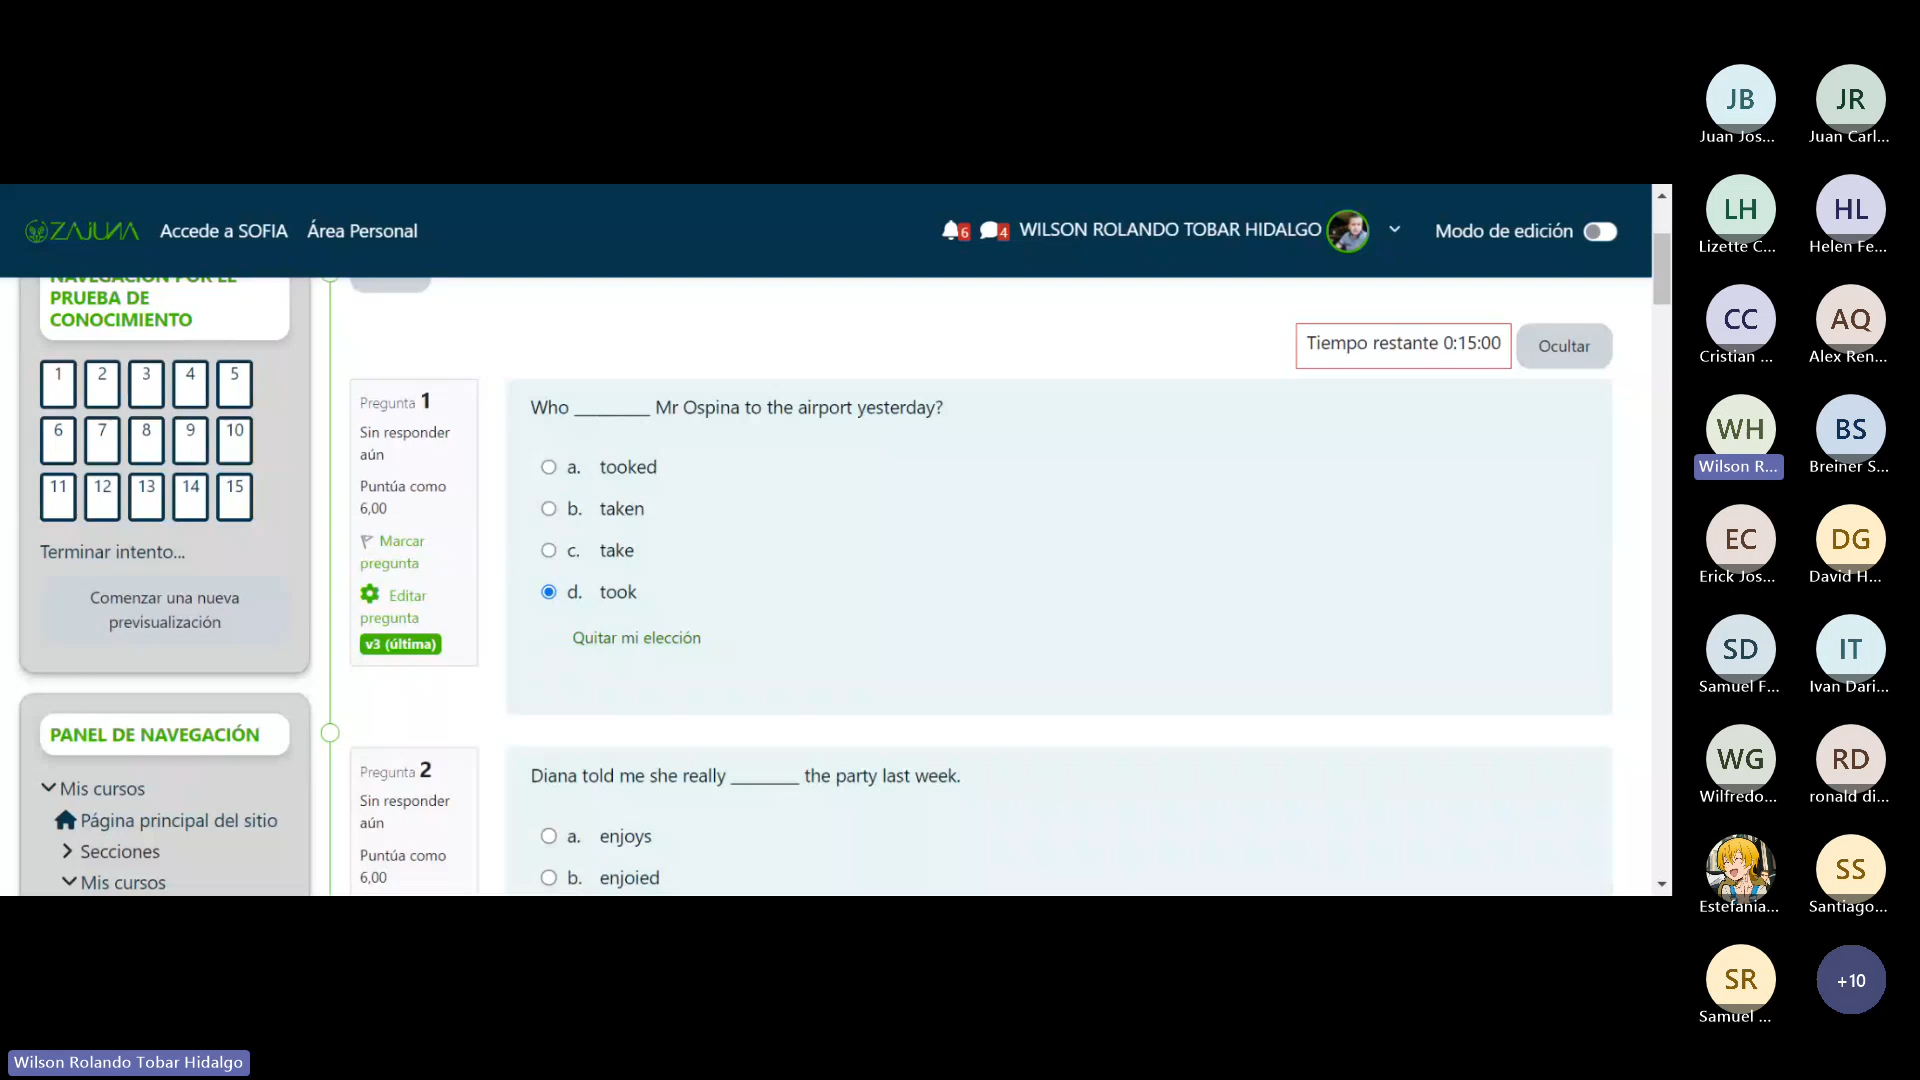 ZAJUNA Accede a SOFIA Área Personal
6 4 WILSON ROLANDO TOBAR HIDALGO Modo de edición
NAVEGACIÓN POR EL
PRUEBA DE
CONOCIMIENTO
1 2 3 4 5
6 7 8 9 10
11 12 13 14 15
Terminar intento...
Comenzar una nueva
previsualización
PANEL DE NAVEGACIÓN
Mis cursos
Página principal del sitio
Secciones
Mis cursos
Tiempo restante 0:15:00
Ocultar
Pregunta 1
Sin responder
aún
Puntúa como
6,00
Marcar
pregunta
Editar
pregunta
v3 (última)
Who ________ Mr Ospina to the airport yesterday?
a. tooked
b. taken
c. take
d. took
Quitar mi elección
Pregunta 2
Sin responder
aún
Puntúa como
6,00
Diana told me she really _______ the party last week.
a. enjoys
b. enjoied
JB JR
Juan Jos... Juan Carl...
LH HL
Lizette C... Helen Fe...
CC AQ
Cristian ... Alex Ren...
WH BS
Wilson R... Breiner S...
EC DG
Erick Jos... David H...
SD IT
Samuel F... Ivan Dari...
WG RD
Wilfredo... ronald di...
SS
Estefania... Santiago...
SR +10
Samuel ...
Wilson Rolando Tobar Hidalgo